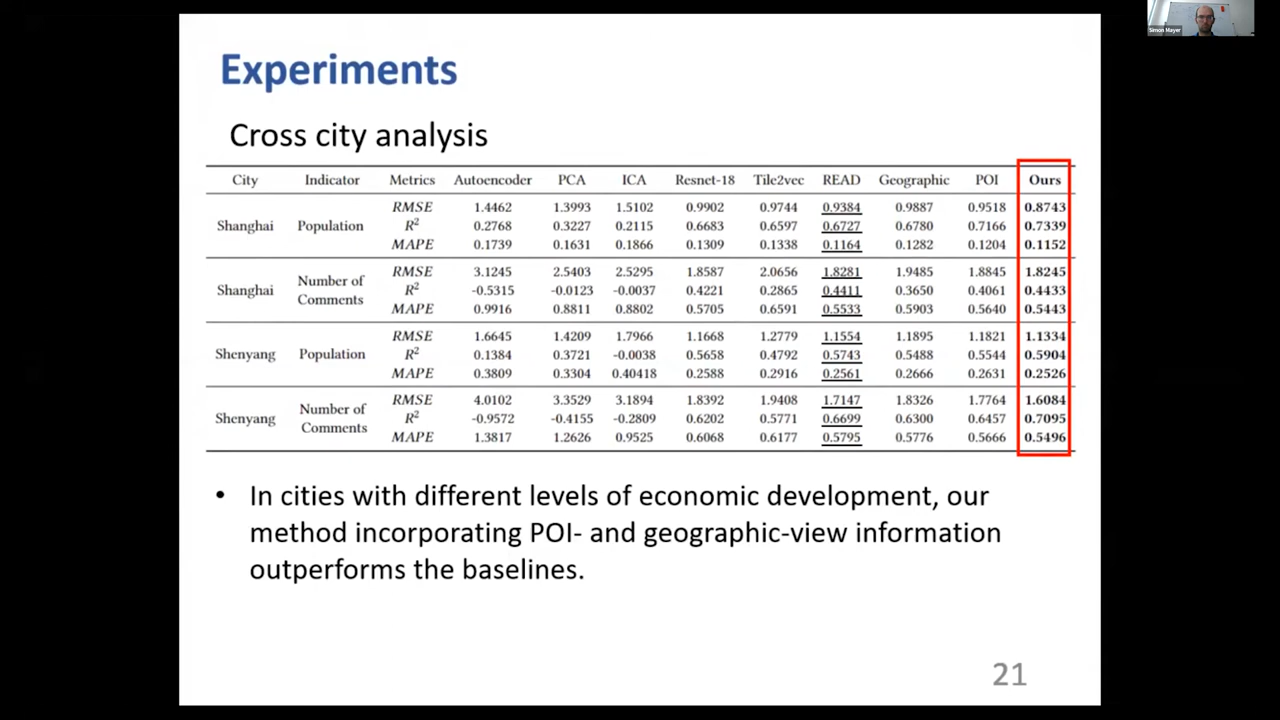 Simon Mayer
Experiments
Cross city analysis
City Indicator Metrics Autoencoder PCA ICA Resnet-18 Tile2vec READ Geographic POI Ours
RMSE 1.4462 1.3993 1.5102 0.9902 0.9744 0.9384 0.9887 0.9518 0.8743
Shanghai Population R² 0.2768 0.3227 0.2115 0.6683 0.6597 0.6727 0.6780 0.7166 0.7339
MAPE 0.1739 0.1631 0.1866 0.1309 0.1338 0.1164 0.1282 0.1204 0.1152
RMSE 3.1245 2.5403 2.5295 1.8587 2.0656 1.8281 1.9485 1.8845 1.8245
Shanghai Number of Comments R² -0.5315 -0.0123 -0.0037 0.4221 0.2865 0.4411 0.3650 0.4061 0.4433
MAPE 0.9916 0.8811 0.8802 0.5705 0.6591 0.5533 0.5903 0.5640 0.5443
RMSE 1.6645 1.4209 1.7966 1.1668 1.2779 1.1554 1.1895 1.1821 1.1334
Shenyang Population R² 0.1384 0.3721 -0.0038 0.5658 0.4792 0.5743 0.5488 0.5544 0.5904
MAPE 0.3809 0.3304 0.40418 0.2588 0.2916 0.2561 0.2666 0.2631 0.2526
RMSE 4.0102 3.3529 3.1894 1.8392 1.9408 1.7147 1.8326 1.7764 1.6084
Shenyang Number of Comments R² -0.9572 -0.4155 -0.2809 0.6202 0.5771 0.6699 0.6300 0.6457 0.7095
MAPE 1.3817 1.2626 0.9525 0.6068 0.6177 0.5795 0.5776 0.5666 0.5496
• In cities with different levels of economic development, our
method incorporating POI- and geographic-view information
outperforms the baselines.
21